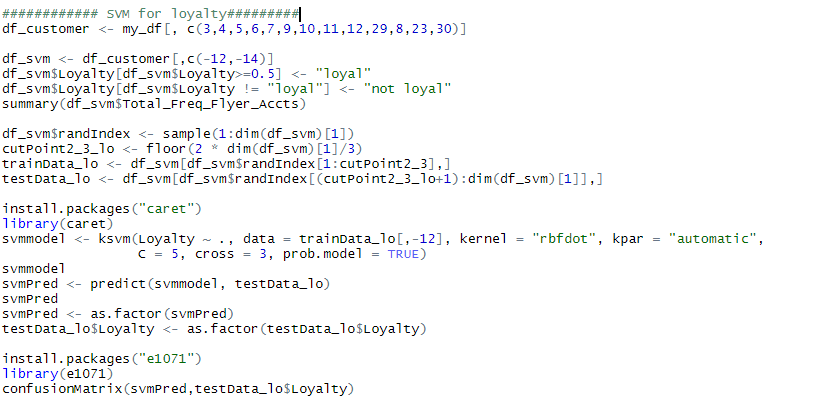 ############ SVM for loyalty#########
df_customer <- my_df[, c(3,4,5,6,7,9,10,11,12,29,8,23,30)]
df_svm <- df_customer[,c(-12,-14)]
df_svm$Loyalty[df_svm$Loyalty>=0.5] <- "loyal"
df_svm$Loyalty[df_svm$Loyalty != "loyal"] <- "not loyal"
summary(df_svm$Total_Freq_Flyer_Accts)
df_svm$randIndex <- sample(1:dim(df_svm)[1])
cutPoint2_3_lo <- floor(2 * dim(df_svm)[1]/3)
trainData_lo <- df_svm[df_svm$randIndex[1:cutPoint2_3],]
testData_lo <- df_svm[df_svm$randIndex[(cutPoint2_3_lo+1):dim(df_svm)[1]],]
install.packages("caret")
library(caret)
svmmodel <- ksvm(Loyalty ~ ., data = trainData_lo[,-12], kernel = "rbfdot", kpar = "automatic",
C = 5, cross = 3, prob.model = TRUE)
svmmodel
svmPred <- predict(svmmodel, testData_lo)
svmPred
svmPred <- as.factor(svmPred)
testData_lo$Loyalty <- as.factor(testData_lo$Loyalty)
install.packages("e1071")
library(e1071)
confusionMatrix(svmPred,testData_lo$Loyalty)